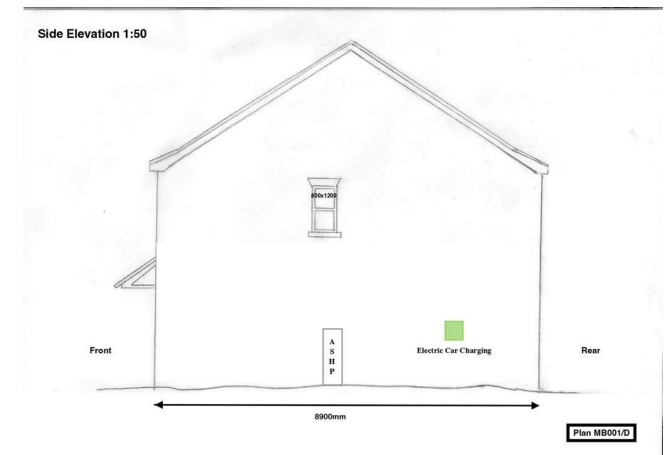 Side Elevation 1:50
800x1200
A
S
H
P
Electric Car Charging
Front
Rear
8900mm
Plan MB001/D